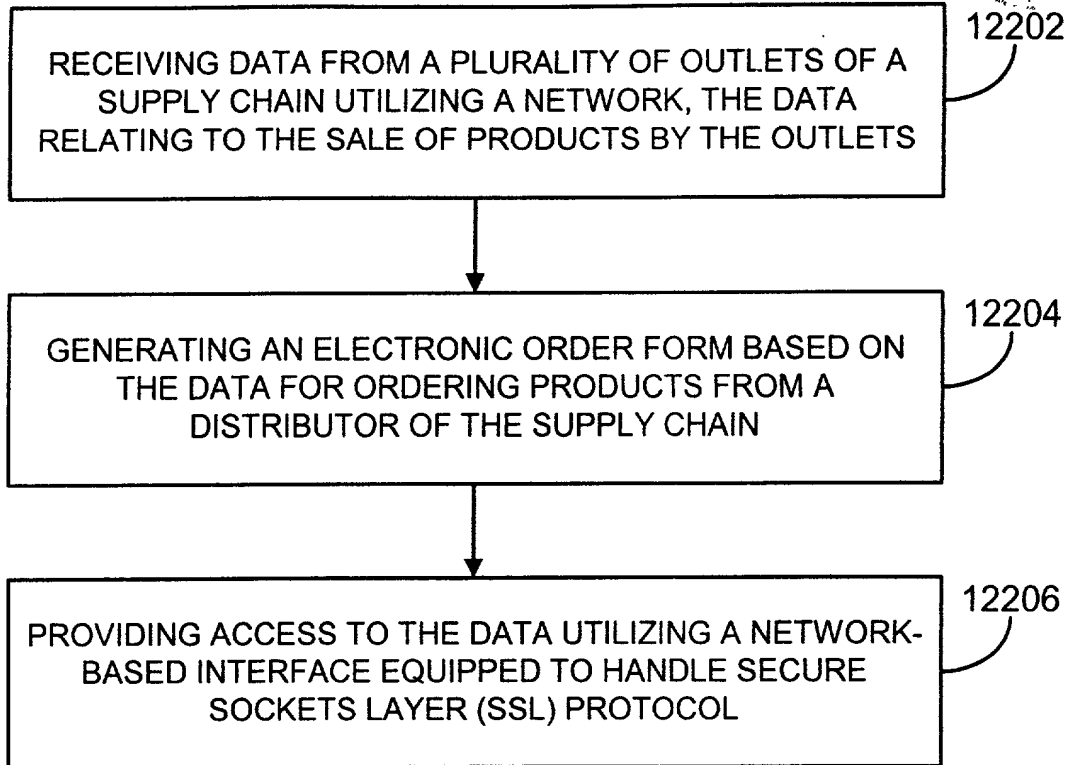 12202
RECEIVING DATA FROM A PLURALITY OF OUTLETS OF A
SUPPLY CHAIN UTILIZING A NETWORK, THE DATA
RELATING TO THE SALE OF PRODUCTS BY THE OUTLETS
12204
GENERATING AN ELECTRONIC ORDER FORM BASED ON
THE DATA FOR ORDERING PRODUCTS FROM A
DISTRIBUTOR OF THE SUPPLY CHAIN
12206
PROVIDING ACCESS TO THE DATA UTILIZING A NETWORK-
BASED INTERFACE EQUIPPED TO HANDLE SECURE
SOCKETS LAYER (SSL) PROTOCOL